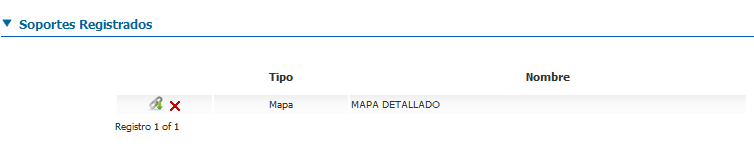 Soportes Registrados
Tipo Nombre
Mapa MAPA DETALLADO
Registro 1 of 1